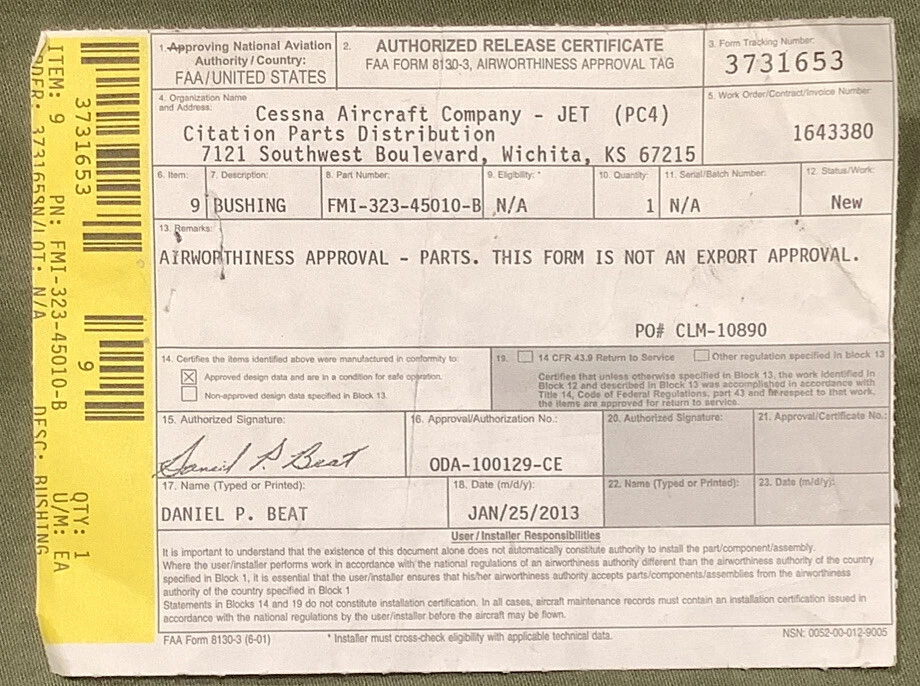 ITEM: 9 PN: FMI-323-45010-B QTY: 1
3731653 9 U/M: EA
ORDER: 3731653 SN/LOT: N/A DESC: BUSHING
1. Approving National Aviation
Authority / Country:
FAA/UNITED STATES
2.
AUTHORIZED RELEASE CERTIFICATE
FAA FORM 8130-3, AIRWORTHINESS APPROVAL TAG
3. Form Tracking Number:
3731653
4. Organization Name
and Address:
Cessna Aircraft Company - JET (PC4)
Citation Parts Distribution
7121 Southwest Boulevard, Wichita, KS 67215
5. Work Order/Contract/Invoice Number:
1643380
6. Item: 7. Description: 8. Part Number: 9. Eligibility: * 10. Quantity: 11. Serial/Batch Number: 12. Status/Work:
9 BUSHING FMI-323-45010-B N/A 1 N/A New
13. Remarks:
AIRWORTHINESS APPROVAL - PARTS. THIS FORM IS NOT AN EXPORT APPROVAL.
PO# CLM-10890
14. Certifies the items identified above were manufactured in conformity to:
Approved design data and are in a condition for safe operation.
Non-approved design data specified in Block 13.
19. 14 CFR 43.9 Return to Service Other regulation specified in block 13
Certifies that unless otherwise specified in Block 13, the work identified in
Block 12 and described in Block 13 was accomplished in accordance with
Title 14, Code of Federal Regulations, part 43 and in respect to that work,
the items are approved for return to service.
15. Authorized Signature:
Daniel P. Beat
16. Approval/Authorization No.:
ODA-100129-CE
20. Authorized Signature:
21. Approval/Certificate No.:
17. Name (Typed or Printed):
DANIEL P. BEAT
18. Date (m/d/y):
JAN/25/2013
22. Name (Typed or Printed):
23. Date (m/d/y):
User/Installer Responsibilities
It is important to understand that the existence of this document alone does not automatically constitute authority to install the part/component/assembly.
Where the user/installer performs work in accordance with the national regulations of an airworthiness authority different than the airworthiness authority of the country
specified in Block 1, it is essential that the user/installer ensures that his/her airworthiness authority accepts parts/components/assemblies from the airworthiness
authority of the country specified in Block 1
Statements in Blocks 14 and 19 do not constitute installation certification. In all cases, aircraft maintenance records must contain an installation certification issued in
accordance with the national regulations by the user/installer before the aircraft may be flown.
FAA Form 8130-3 (6-01)
* Installer must cross-check eligibility with applicable technical data.
NSN: 0052-00-012-9005